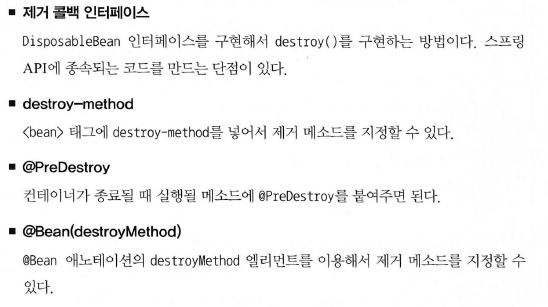 ■ 제거 콜백 인터페이스
DisposableBean 인터페이스를 구현해서 destroy()를 구현하는 방법이다. 스프링
API에 종속되는 코드를 만드는 단점이 있다.
■ destroy-method
<bean> 태그에 destroy-method를 넣어서 제거 메소드를 지정할 수 있다.
■ @PreDestroy
컨테이너가 종료될 때 실행될 메소드에 @PreDestroy를 붙여주면 된다.
■ @Bean(destroyMethod)
@Bean 애노테이션의 destroyMethod 엘리먼트를 이용해서 제거 메소드를 지정할 수
있다.